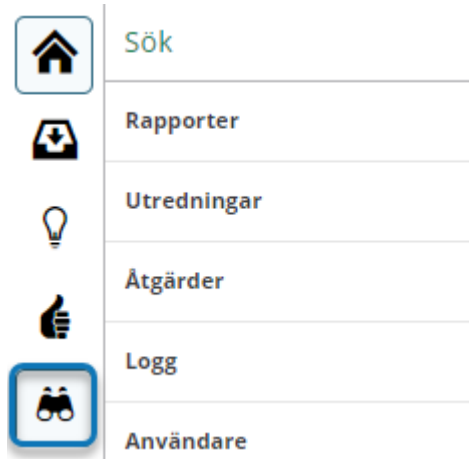 Sök
Rapporter
Utredningar
Åtgärder
Logg
Användare